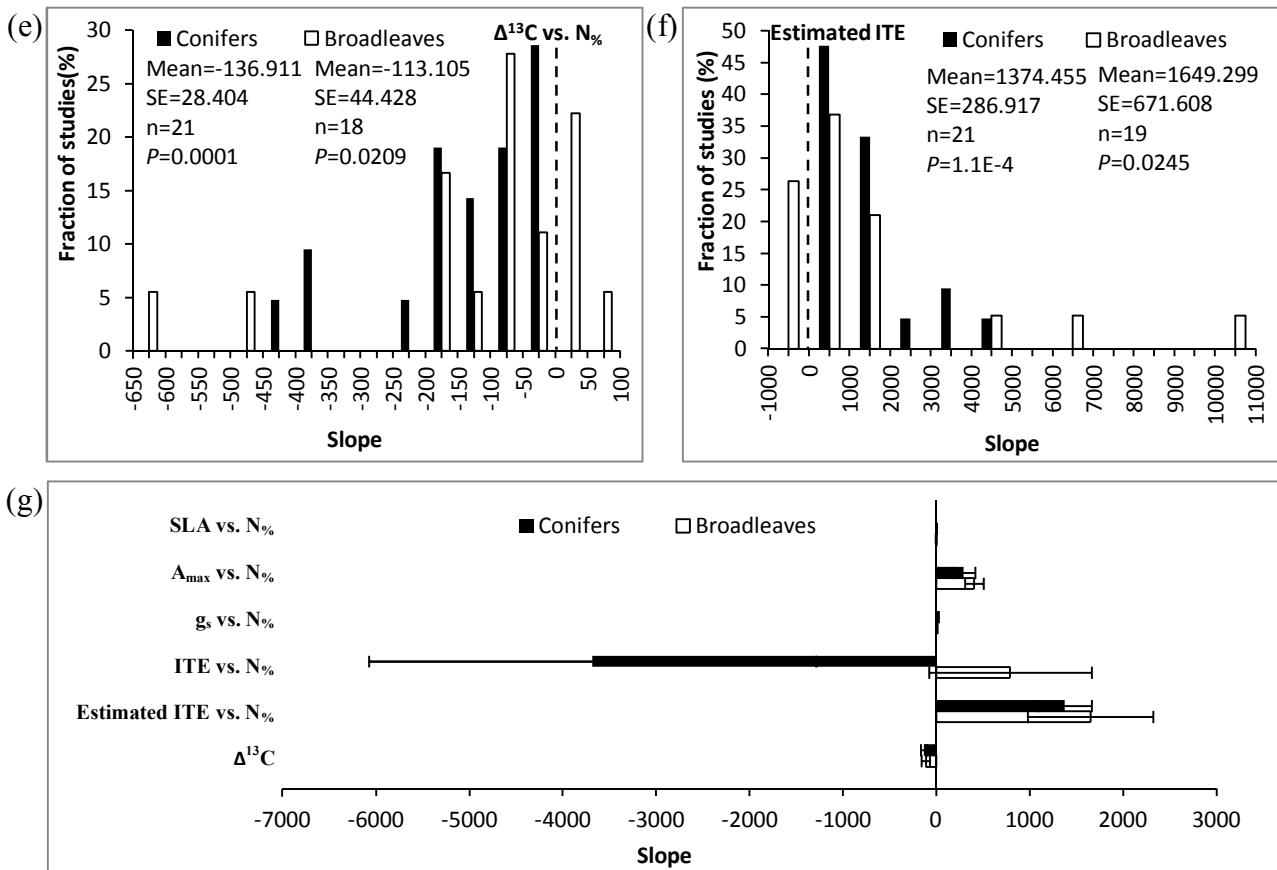 (e)
Δ¹³C vs. N%
■ Conifers □ Broadleaves
Mean=-136.911 Mean=-113.105
SE=28.404 SE=44.428
n=21 n=18
P=0.0001 P=0.0209
Fraction of studies(%)
30
25
20
15
10
5
0
-650 -600 -550 -500 -450 -400 -350 -300 -250 -200 -150 -100 -50 0 50 100
Slope
(f)
Estimated ITE
■ Conifers □ Broadleaves
Mean=1374.455 Mean=1649.299
SE=286.917 SE=671.608
n=21 n=19
P=1.1E-4 P=0.0245
Fraction of studies (%)
50
45
40
35
30
25
20
15
10
5
0
-1000 0 1000 2000 3000 4000 5000 6000 7000 8000 9000 10000 11000
Slope
(g)
■ Conifers □ Broadleaves
SLA vs. N%
Amax vs. N%
gs vs. N%
ITE vs. N%
Estimated ITE vs. N%
Δ¹³C
-7000 -6000 -5000 -4000 -3000 -2000 -1000 0 1000 2000 3000
Slope